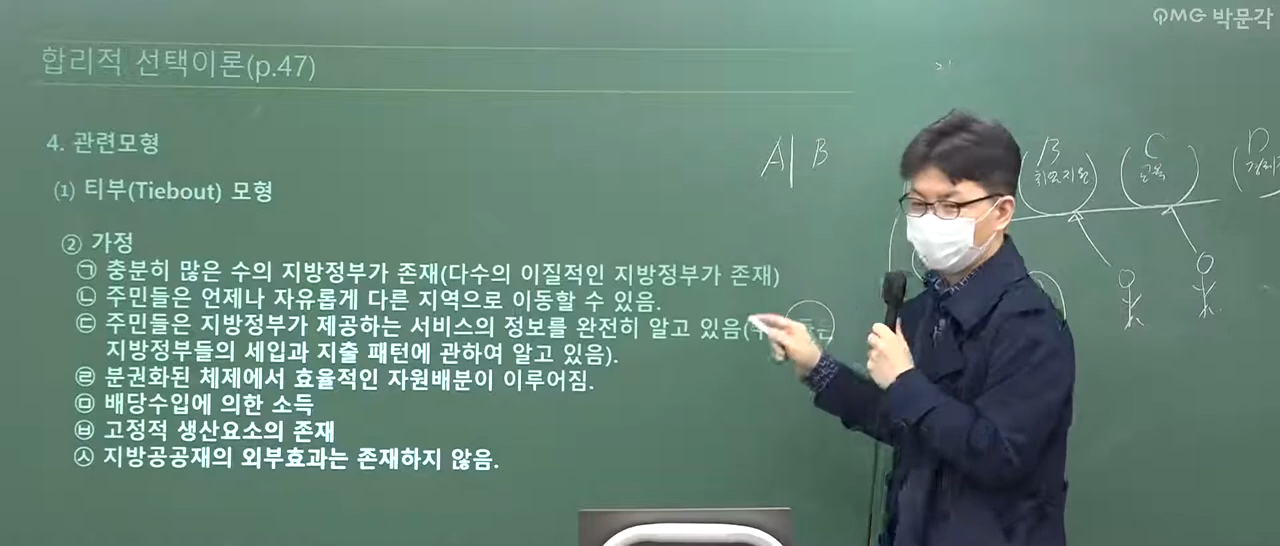 PMG 박문각
합리적 선택이론(p.47)
4. 관련모형
(1) 티부(Tiebout) 모형
② 가정
㉠ 충분히 많은 수의 지방정부가 존재(다수의 이질적인 지방정부가 존재)
㉡ 주민들은 언제나 자유롭게 다른 지역으로 이동할 수 있음.
㉢ 주민들은 지방정부가 제공하는 서비스의 정보를 완전히 알고 있음(
지방정부들의 세입과 지출 패턴에 관하여 알고 있음).
㉣ 분권화된 체제에서 효율적인 자원배분이 이루어짐.
㉤ 배당수입에 의한 소득
㉥ 고정적 생산요소의 존재
㉦ 지방공공재의 외부효과는 존재하지 않음.
A B
B C D